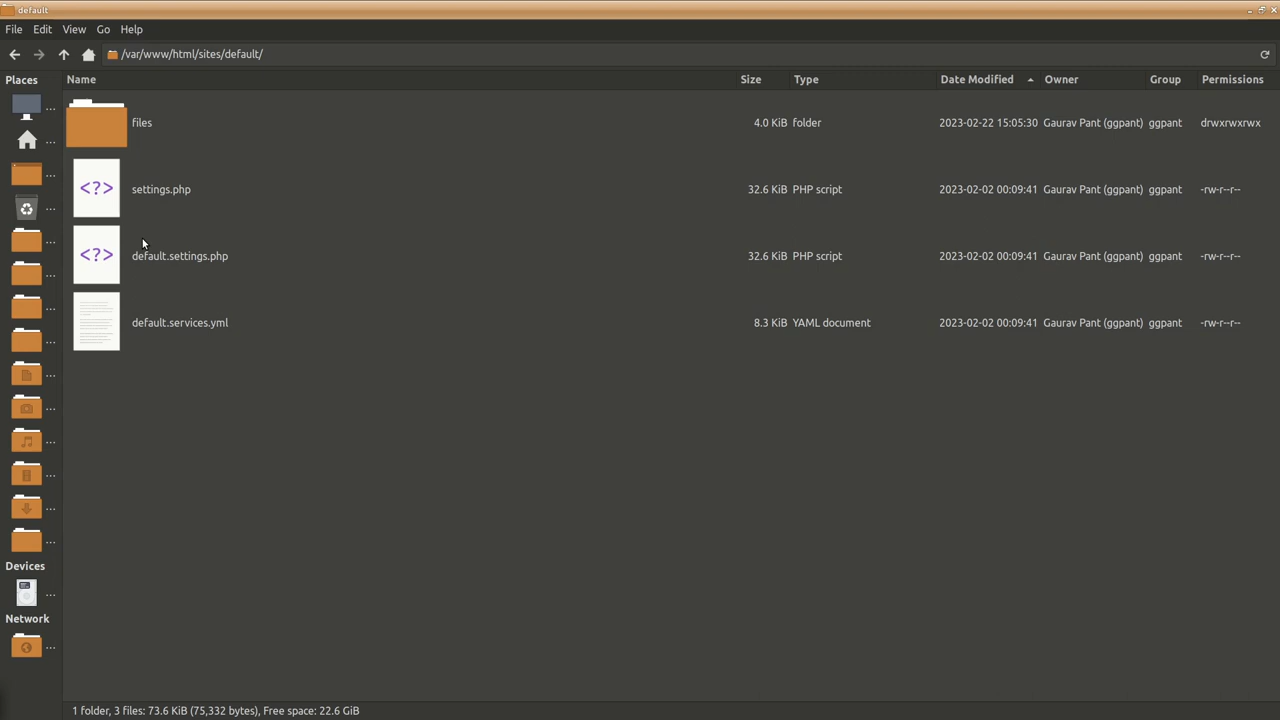 default
File Edit View Go Help
/var/www/html/sites/default/
Places
Name Size Type Date Modified Owner Group Permissions
files 4.0 KiB folder 2023-02-22 15:05:30 Gaurav Pant (ggpant) ggpant drwxrwxrwx
<?> settings.php 32.6 KiB PHP script 2023-02-02 00:09:41 Gaurav Pant (ggpant) ggpant -rw-r--r--
<?> default.settings.php 32.6 KiB PHP script 2023-02-02 00:09:41 Gaurav Pant (ggpant) ggpant -rw-r--r--
default.services.yml 8.3 KiB YAML document 2023-02-02 00:09:41 Gaurav Pant (ggpant) ggpant -rw-r--r--
Devices
Network
1 folder, 3 files: 73.6 KiB (75,332 bytes), Free space: 22.6 GiB